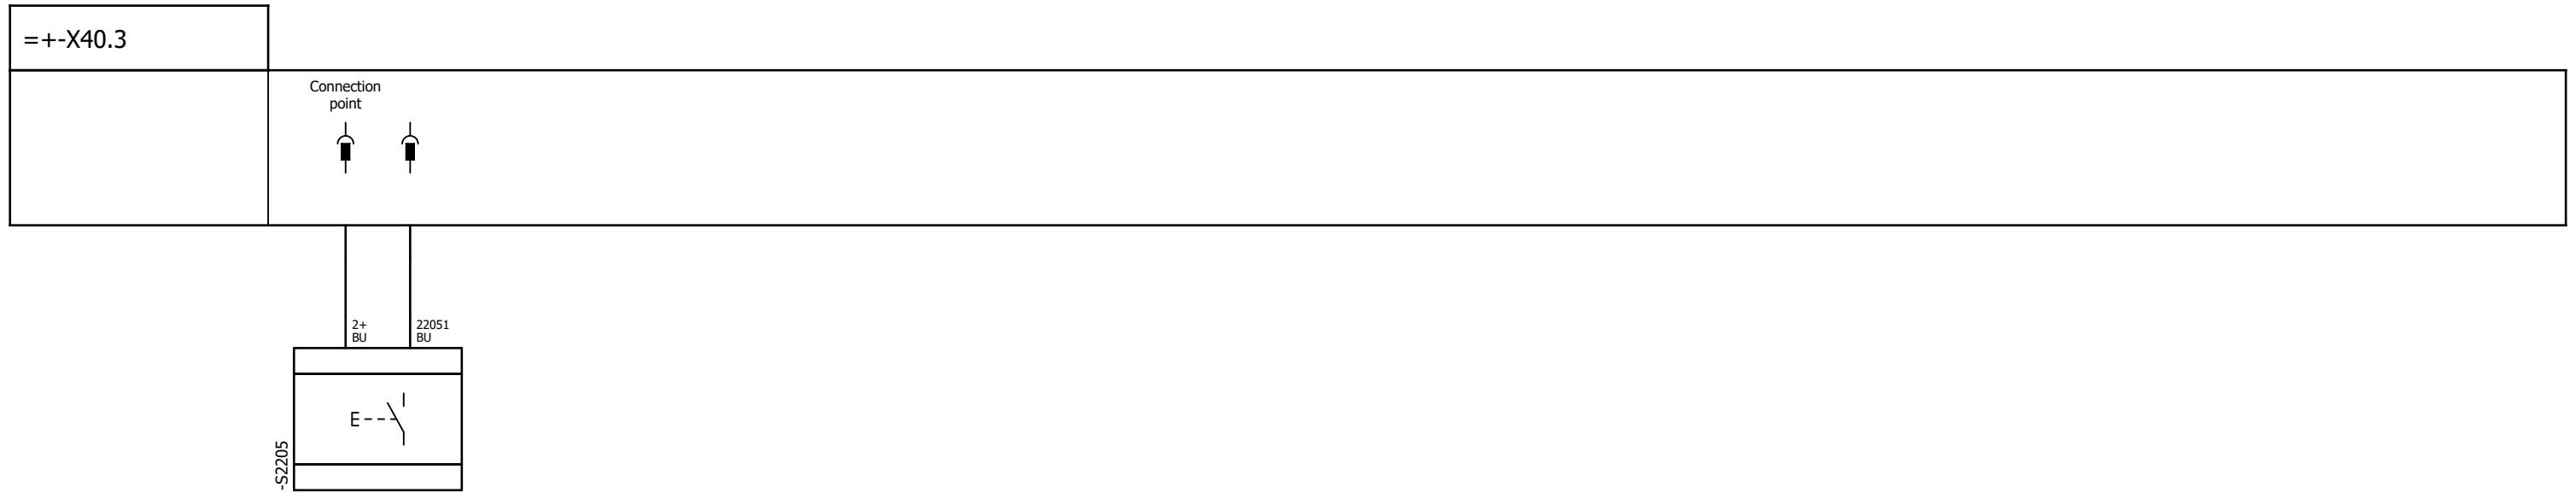 =+-X40.3
Connection
point
2+
BU
22051
BU
E
-S2205